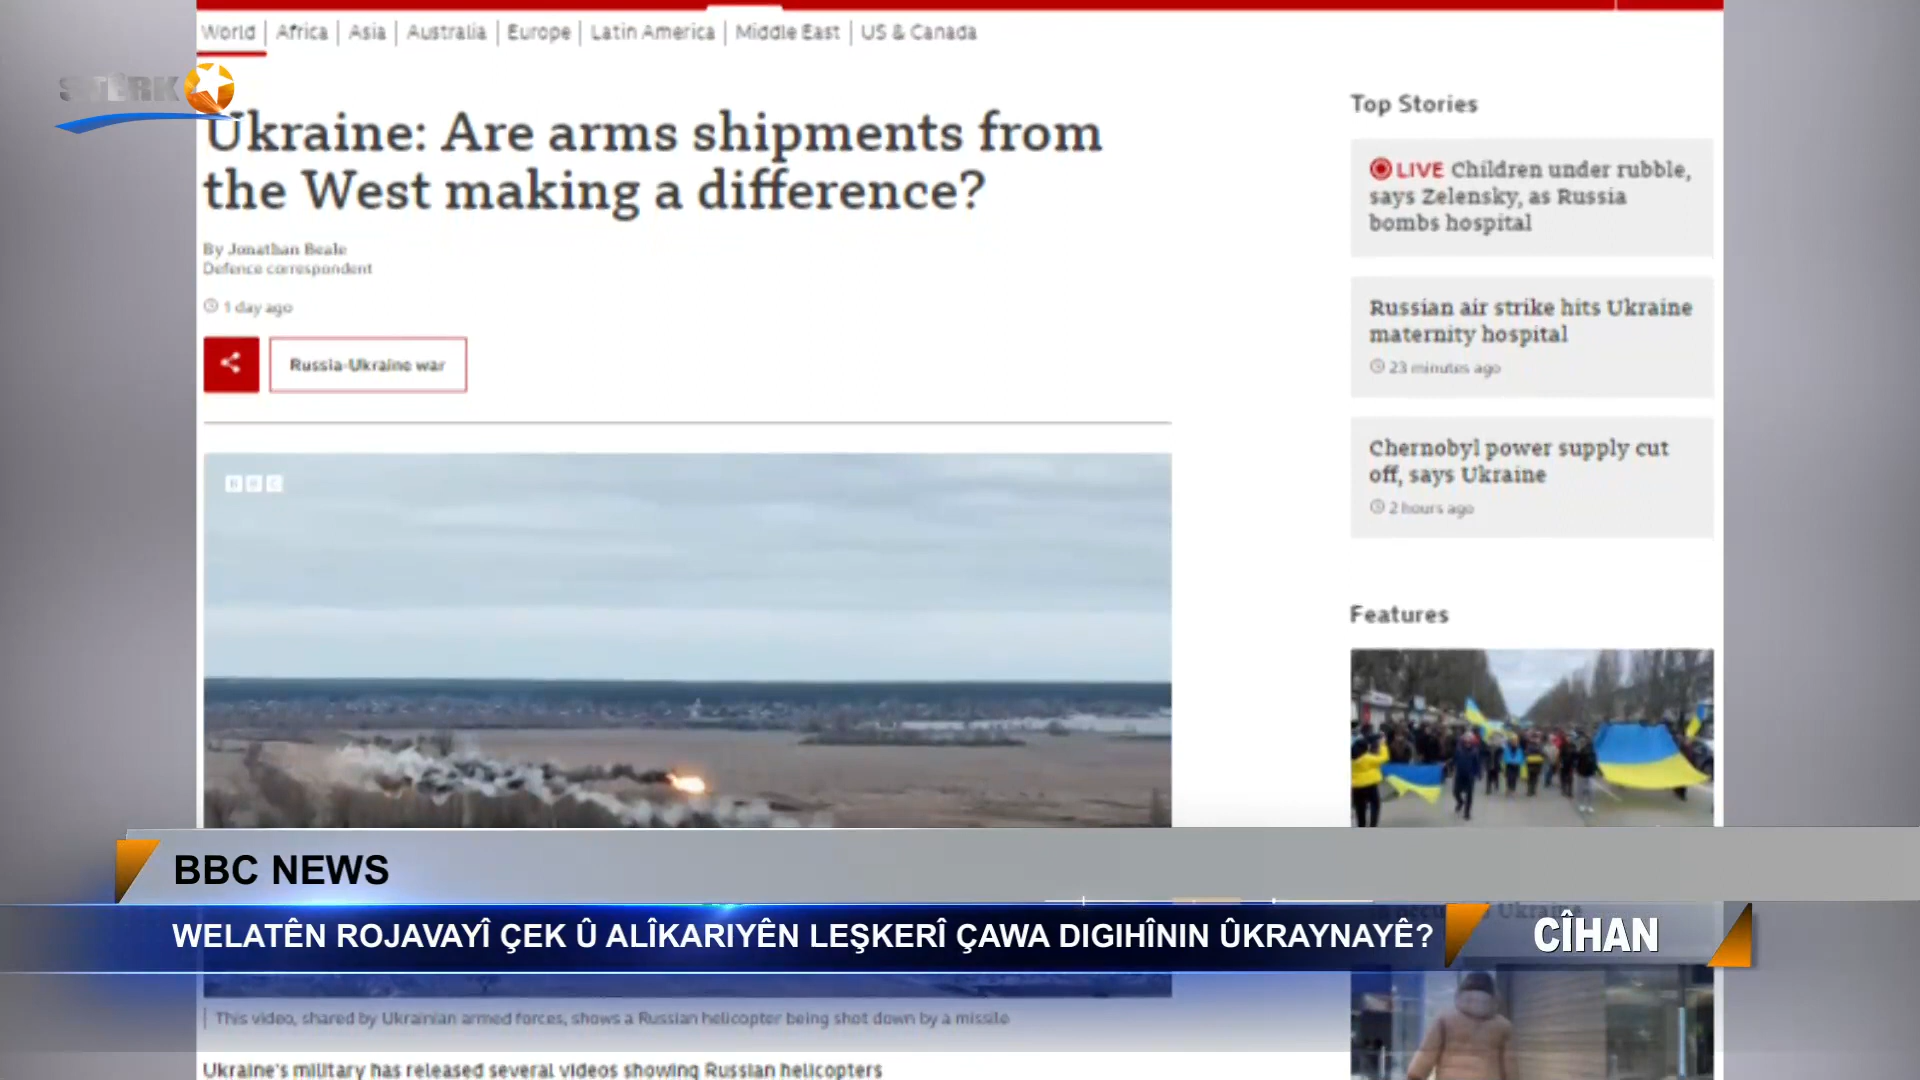 World | Africa | Asia | Australia | Europe | Latin America | Middle East | US & Canada
STÊRK
Ukraine: Are arms shipments from
the West making a difference?
By Jonathan Beale
Defence correspondent
1 day ago
Russia-Ukraine war
BBC
Top Stories
LIVE Children under rubble,
says Zelensky, as Russia
bombs hospital
Russian air strike hits Ukraine
maternity hospital
23 minutes ago
Chernobyl power supply cut
off, says Ukraine
2 hours ago
Features
BBC NEWS
WELATÊN ROJAVAYÎ ÇEK Û ALÎKARIYÊN LEŞKERÎ ÇAWA DIGIHÎNIN ÛKRAYNAYÊ?
CÎHAN
This video, shared by Ukrainian armed forces, shows a Russian helicopter being shot down by a missile
Ukraine's military has released several videos showing Russian helicopters